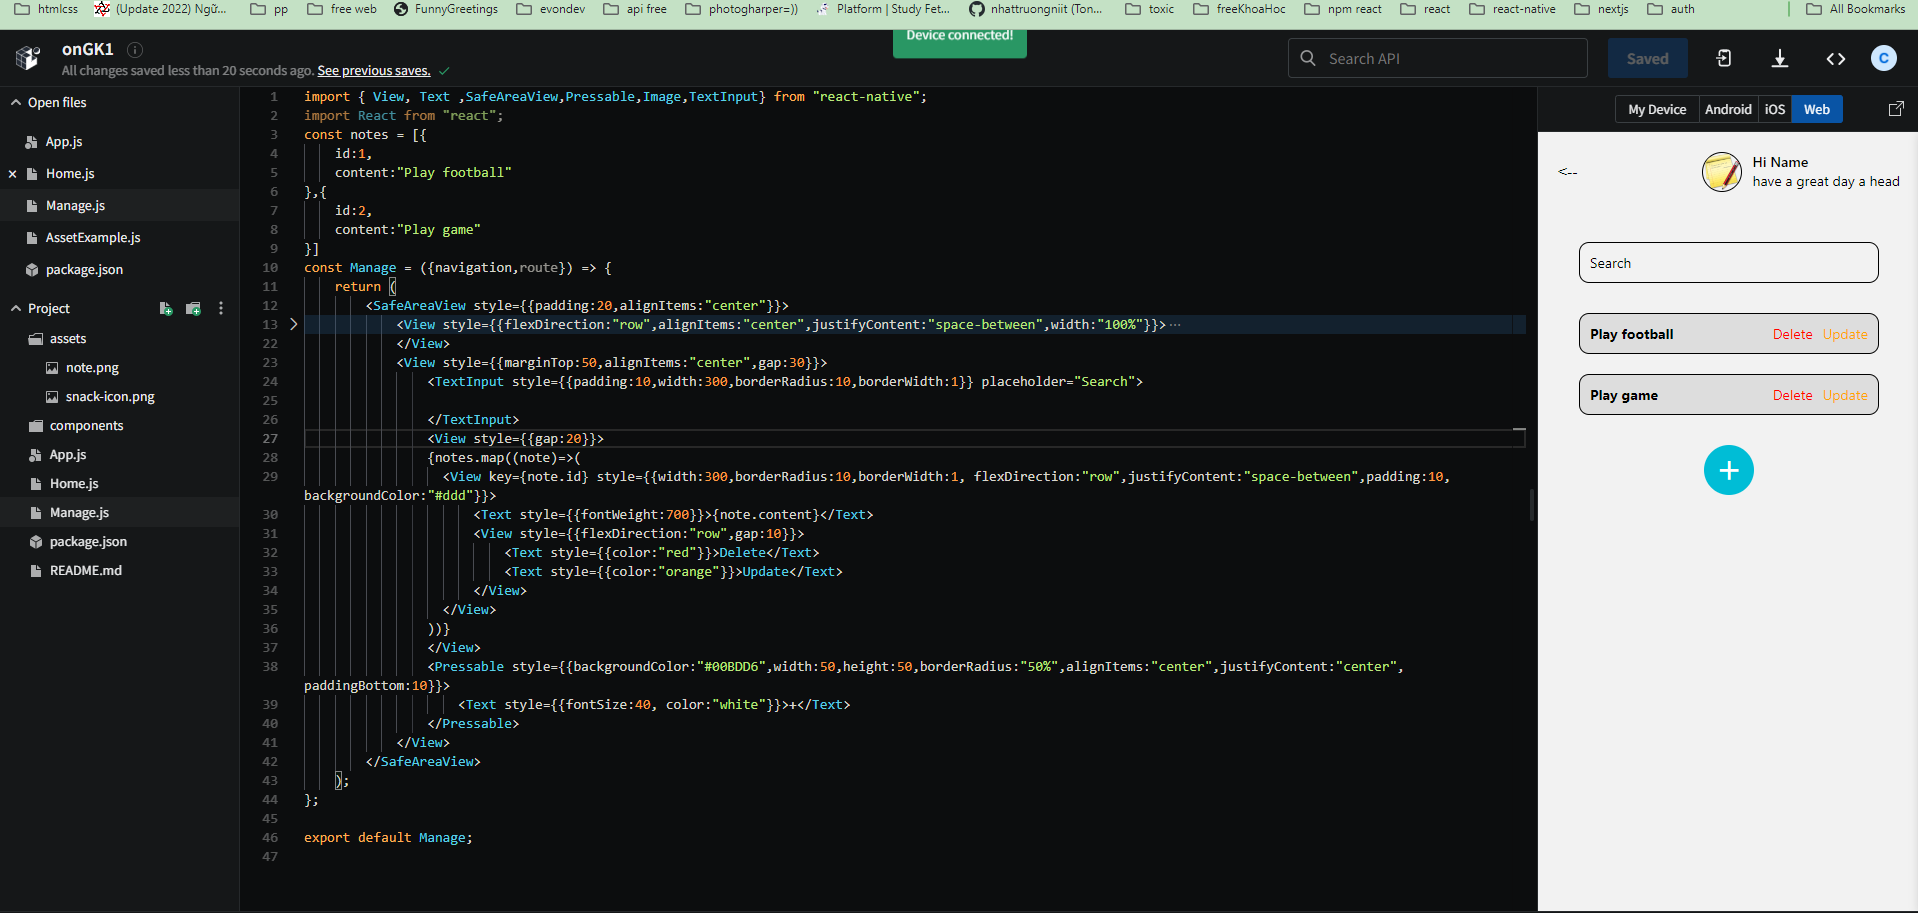 htmlcss
(Update 2022) Ngữ...
pp
free web
FunnyGreetings
evondev
api free
photogharper=))
Platform | Study Fet...
nhattruongniit (Ton...
toxic
freeKhoaHoc
npm react
react
react-native
nextjs
auth
All Bookmarks
onGK1
All changes saved less than 20 seconds ago. See previous saves.
Device connected!
Search API
Saved
C
Open files
App.js
Home.js
Manage.js
AssetExample.js
package.json
Project
assets
note.png
snack-icon.png
components
App.js
Home.js
Manage.js
package.json
README.md
1 import { View, Text ,SafeAreaView,Pressable,Image,TextInput} from "react-native";
2 import React from "react";
3 const notes = [{
4 id:1,
5 content:"Play football"
6 },{
7 id:2,
8 content:"Play game"
9 }]
10 const Manage = ({navigation,route}) => {
11 return (
12 <SafeAreaView style={{padding:20,alignItems:"center"}}>
13 <View style={{flexDirection:"row",alignItems:"center",justifyContent:"space-between",width:"100%"}}>···
22 </View>
23 <View style={{marginTop:50,alignItems:"center",gap:30}}>
24 <TextInput style={{padding:10,width:300,borderRadius:10,borderWidth:1}} placeholder="Search">
25
26 </TextInput>
27 <View style={{gap:20}}>
28 {notes.map((note)=>(
29 <View key={note.id} style={{width:300,borderRadius:10,borderWidth:1, flexDirection:"row",justifyContent:"space-between",padding:10,
backgroundColor:"#ddd"}}>
30 <Text style={{fontWeight:700}}>{note.content}</Text>
31 <View style={{flexDirection:"row",gap:10}}>
32 <Text style={{color:"red"}}>Delete</Text>
33 <Text style={{color:"orange"}}>Update</Text>
34 </View>
35 </View>
36 ))}
37 </View>
38 <Pressable style={{backgroundColor:"#00BDD6",width:50,height:50,borderRadius:"50%",alignItems:"center",justifyContent:"center",
paddingBottom:10}}>
39 <Text style={{fontSize:40, color:"white"}}>+</Text>
40 </Pressable>
41 </View>
42 </SafeAreaView>
43 );
44 };
45
46 export default Manage;
47
My Device
Android
iOS
Web
<--
Hi Name
have a great day a head
Search
Play football Delete Update
Play game Delete Update
+